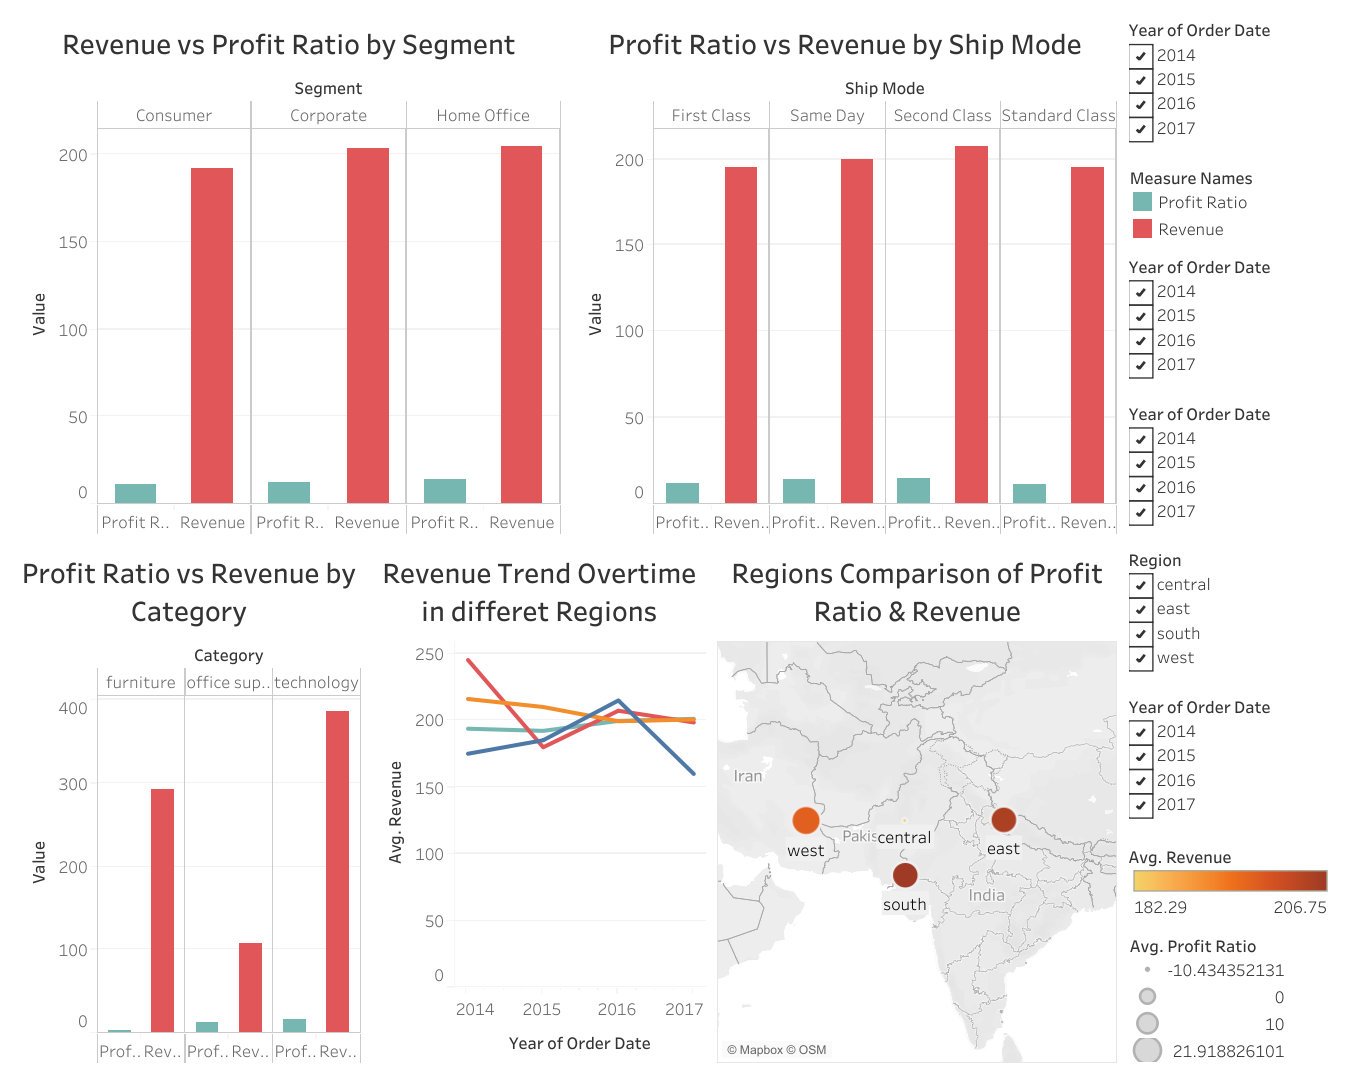 Revenue vs Profit Ratio by Segment
Segment
Consumer
Corporate
Home Office
200
150
100
50
0
Value
Profit R..
Revenue
Profit R..
Revenue
Profit R..
Revenue
Profit Ratio vs Revenue by Ship Mode
Ship Mode
First Class
Same Day
Second Class
Standard Class
200
150
100
50
0
Value
Profit..
Reven..
Profit..
Reven..
Profit..
Reven..
Profit..
Reven..
Year of Order Date
2014
2015
2016
2017
Measure Names
Profit Ratio
Revenue
Year of Order Date
2014
2015
2016
2017
Year of Order Date
2014
2015
2016
2017
Profit Ratio vs Revenue by
Category
Category
furniture
office sup..
technology
400
300
200
100
0
Value
Prof..
Rev..
Prof..
Rev..
Prof..
Rev..
Revenue Trend Overtime
in differet Regions
250
200
150
100
50
0
Avg. Revenue
2014
2015
2016
2017
Year of Order Date
Regions Comparison of Profit
Ratio & Revenue
Iran
Pakis
central
west
east
south
India
© Mapbox © OSM
Region
central
east
south
west
Year of Order Date
2014
2015
2016
2017
Avg. Revenue
182.29
206.75
Avg. Profit Ratio
-10.434352131
0
10
21.918826101